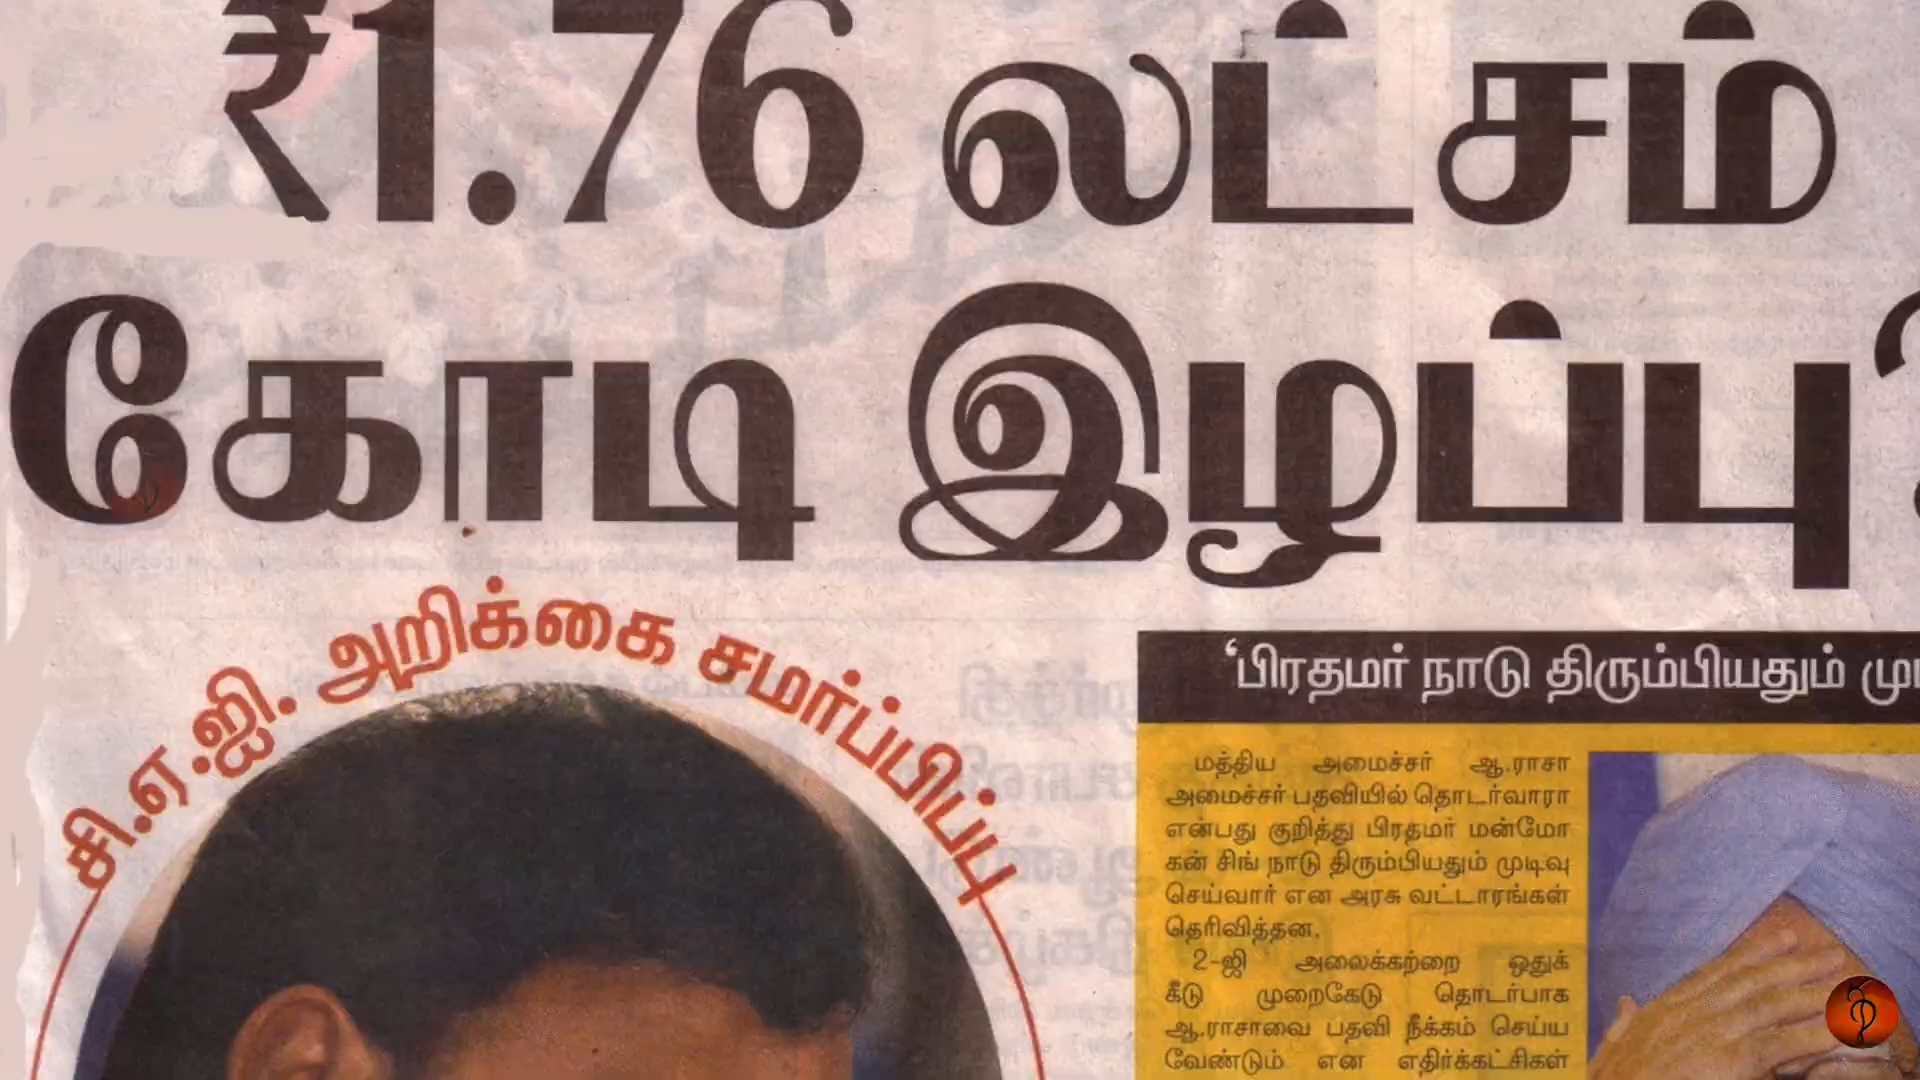 ₹1.76 லட்சம்
கோடி இழப்பு?
சி.ஏ.ஜி. அறிக்கை சமர்ப்பிப்பு
‘பிரதமர் நாடு திரும்பியதும்
மத்திய அமைச்சர் ஆ.ராசா
அமைச்சர் பதவியில் தொடர்வாரா
என்பது குறித்து பிரதமர் மன்மோ
கன் சிங் நாடு திரும்பியதும் முடிவு
செய்வார் என அரசு வட்டாரங்கள்
தெரிவித்தன.
2-ஜி அலைக்கற்றை ஒதுக்
கீடு முறைகேடு தொடர்பாக
ஆ.ராசாவை பதவி நீக்கம் செய்ய
வேண்டும் என எதிர்க்கட்சிகள்